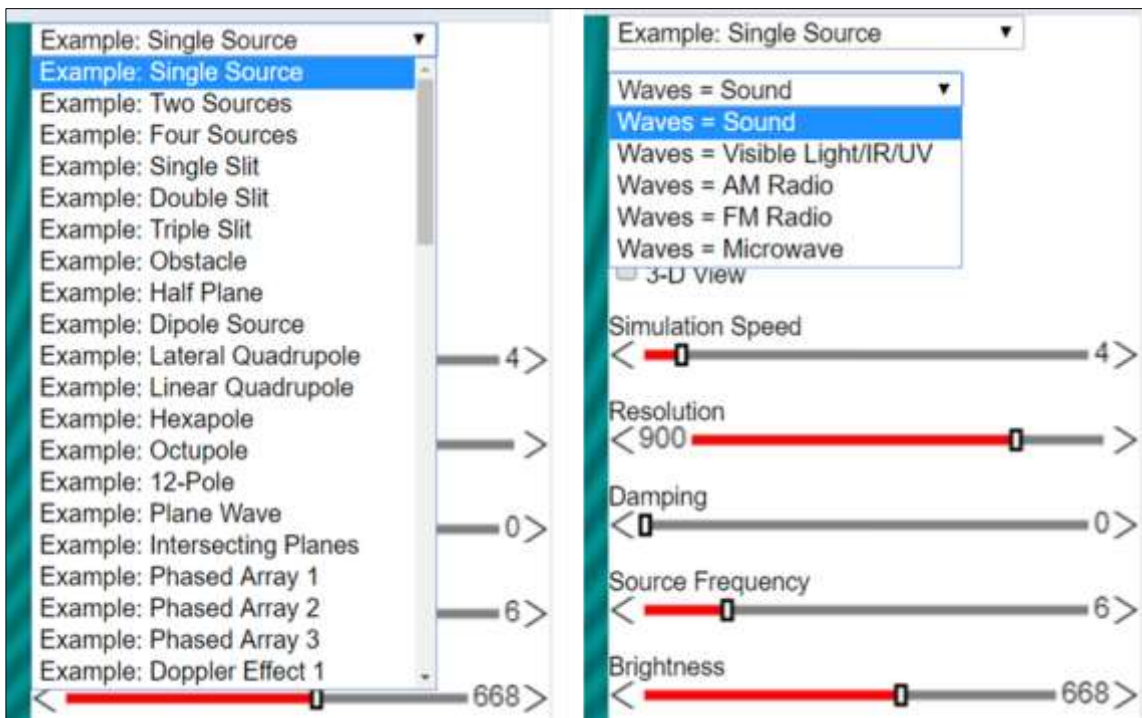 Example: Single Source
Example: Single Source
Example: Two Sources
Example: Four Sources
Example: Single Slit
Example: Double Slit
Example: Triple Slit
Example: Obstacle
Example: Half Plane
Example: Dipole Source
Example: Lateral Quadrupole
4
Example: Linear Quadrupole
Example: Hexapole
Example: Octupole
Example: 12-Pole
Example: Plane Wave
0
Example: Intersecting Planes
Example: Phased Array 1
Example: Phased Array 2
6
Example: Phased Array 3
Example: Doppler Effect 1
668
Example: Single Source
Waves = Sound
Waves = Sound
Waves = Visible Light/IR/UV
Waves = AM Radio
Waves = FM Radio
Waves = Microwave
3-D View
Simulation Speed
4
Resolution
900
Damping
0
Source Frequency
6
Brightness
668